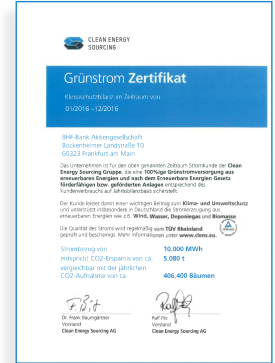 CLEAN ENERGY
SOURCING
Grünstrom Zertifikat
Klimaschutzbilanz im Zeitraum von
01/2016 –12/2016
BHF-Bank Aktiengesellschaft
Bockenheimer Landstraße 10
60323 Frankfurt am Main
Das Unternehmen ist für den oben genannten Zeitraum Stromkunde der Clean
Energy Sourcing Gruppe, die eine 100%ige Grünstromversorgung aus
erneuerbaren Energien und nach dem Erneuerbare Energien Gesetz
förderfähigen bzw. geförderten Anlagen entsprechend des
Kundenverbrauchs auf Jahresbilanzbasis sicherstellt.
Der Kunde leistet damit einen wichtigen Beitrag zum Klima- und Umweltschutz
und unterstützt insbesondere in Deutschland die Stromerzeugung aus
erneuerbaren Energien wie z.B. Wind, Wasser, Deponiegas und Biomasse.
Die Qualität des Stroms wird regelmäßig vom TÜV Rheinland
geprüft und bescheinigt. Mehr Informationen unter www.clens.eu.
Strombezug von 10.000 MWh
entspricht CO2-Ersparnis von ca. 5.080 t
vergleichbar mit der jährlichen
CO2-Aufnahme von ca. 406.400 Bäumen
Dr. Frank Baumgärtner
Vorstand
Clean Energy Sourcing AG
Ralf Filz
Vorstand
Clean Energy Sourcing AG